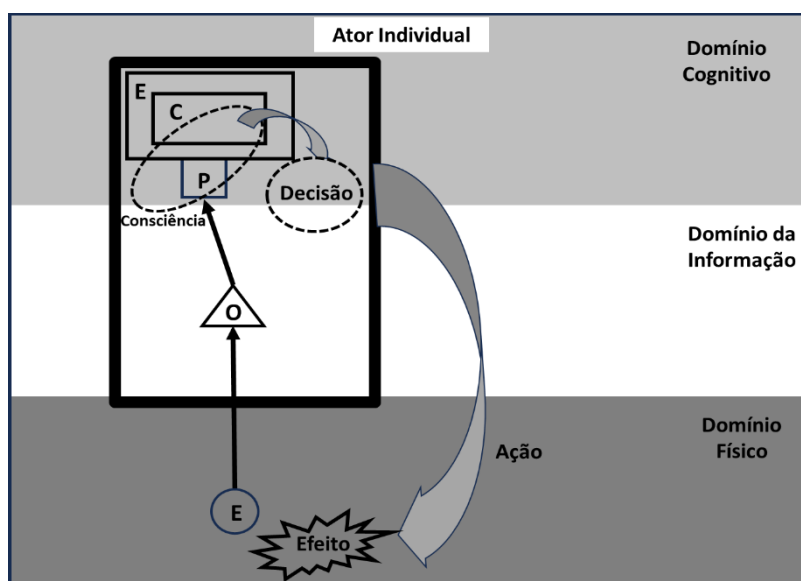 Ator Individual
Domínio
Cognitivo
E
C
P
Decisão
Consciência
Domínio da
Informação
O
Domínio
Físico
Ação
E
Efeito